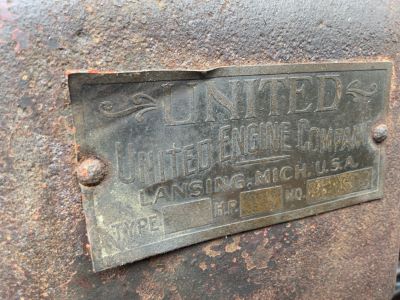 UNITED
UNITED ENGINE COMPANY
LANSING, MICH. U.S.A.
TYPE H.P. NO.